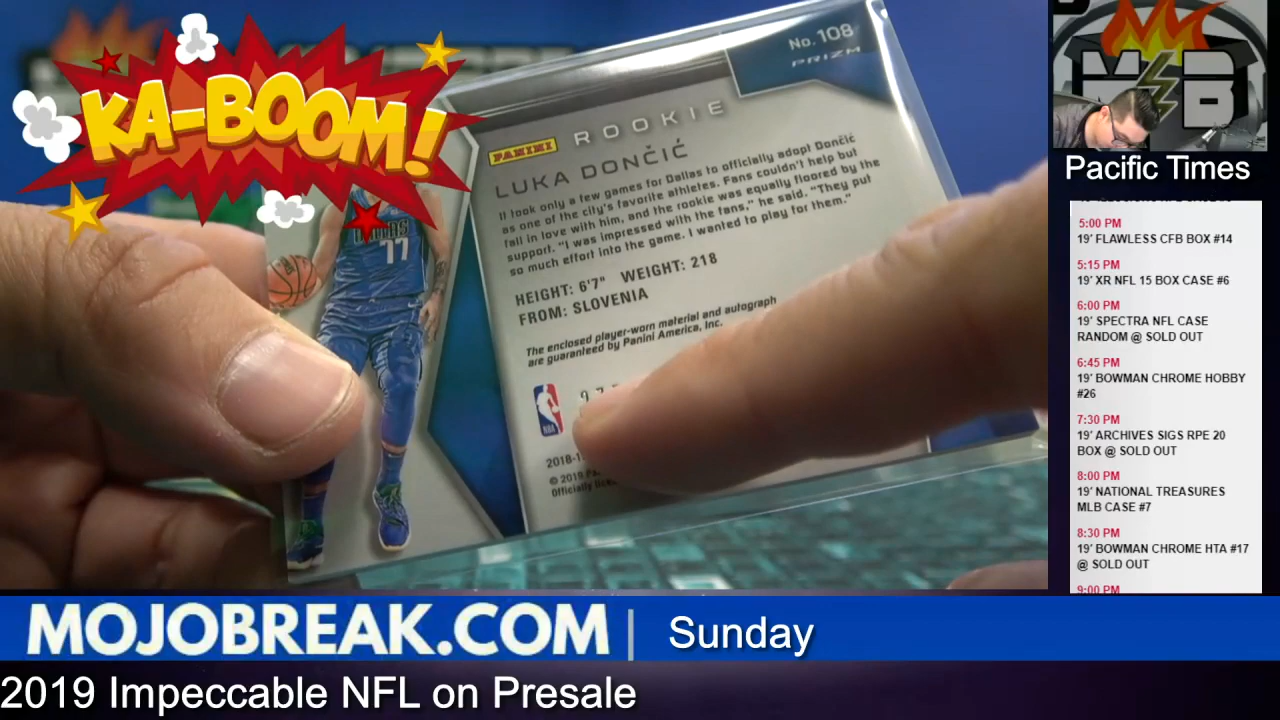 KA-BOOM!
No. 108
PRIZM
PANINI
ROOKIE
LUKA DONČIĆ
It took only a few games for Dallas to officially adopt Dončić
as one of the city's favorite athletes. Fans couldn't help but
fall in love with him, and the rookie was equally floored by the
support. "I was impressed with the fans," he said. "They put
so much effort into the game. I wanted to play for them."
HEIGHT: 6'7" WEIGHT: 218
FROM: SLOVENIA
The enclosed player-worn material and autograph
are guaranteed by Panini America, Inc.
NBA
2018-1
© 2019 Pa
Officially lice
77
MB
Pacific Times
5:00 PM
19' FLAWLESS CFB BOX #14
5:15 PM
19' XR NFL 15 BOX CASE #6
6:00 PM
19' SPECTRA NFL CASE
RANDOM @ SOLD OUT
6:45 PM
19' BOWMAN CHROME HOBBY
#26
7:30 PM
19' ARCHIVES SIGS RPE 20
BOX @ SOLD OUT
8:00 PM
19' NATIONAL TREASURES
MLB CASE #7
8:30 PM
19' BOWMAN CHROME HTA #17
@ SOLD OUT
9:00 PM
MOJOBREAK.COM | Sunday
2019 Impeccable NFL on Presale